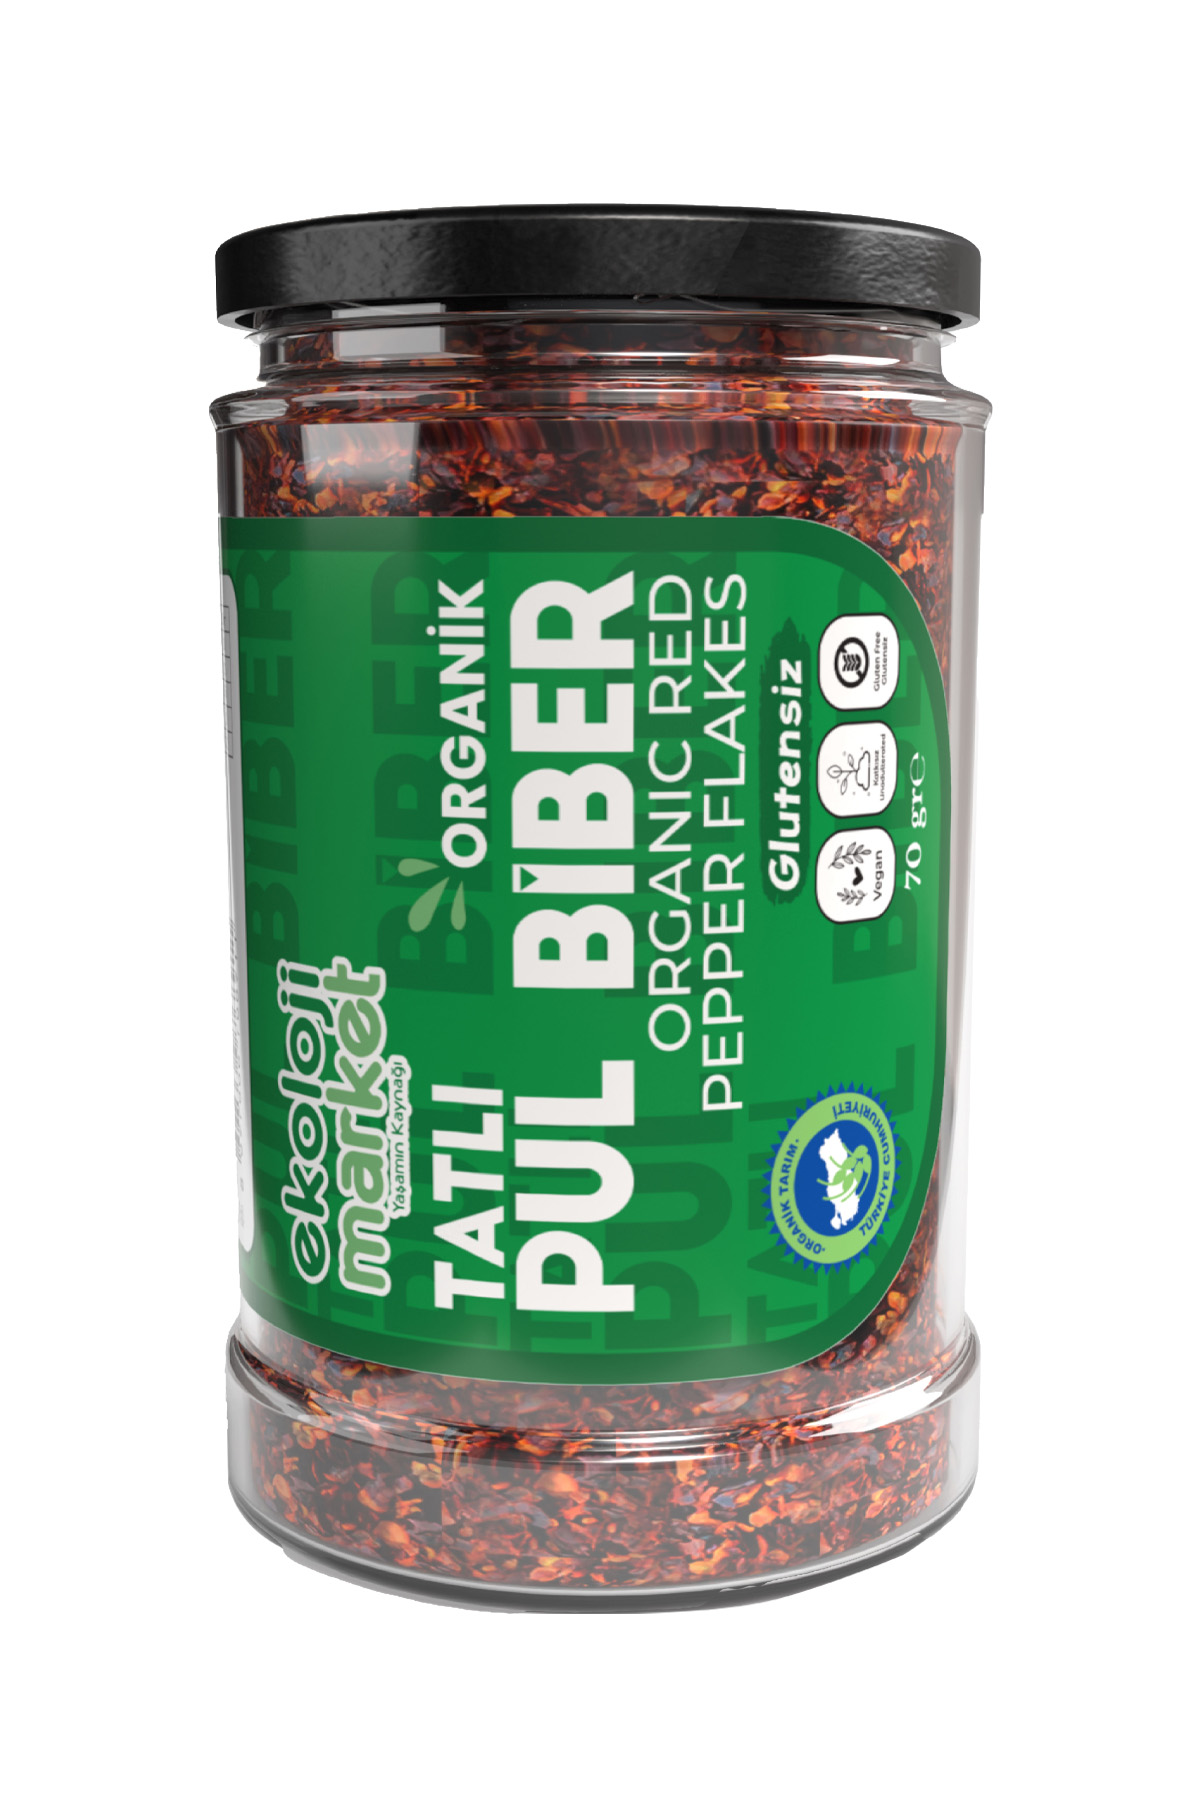 ekoloji
market
Yaşamın Kaynağı
ORGANİK
TATLI
PUL BİBER
ORGANIC RED
PEPPER FLAKES
Glutensiz
Vegan
Katkısız
Unadulterated
Gluten Free
Glutensiz
70 gr℮
·ORGANİK TARIM·
TÜRKİYE CUMHURİYETİ